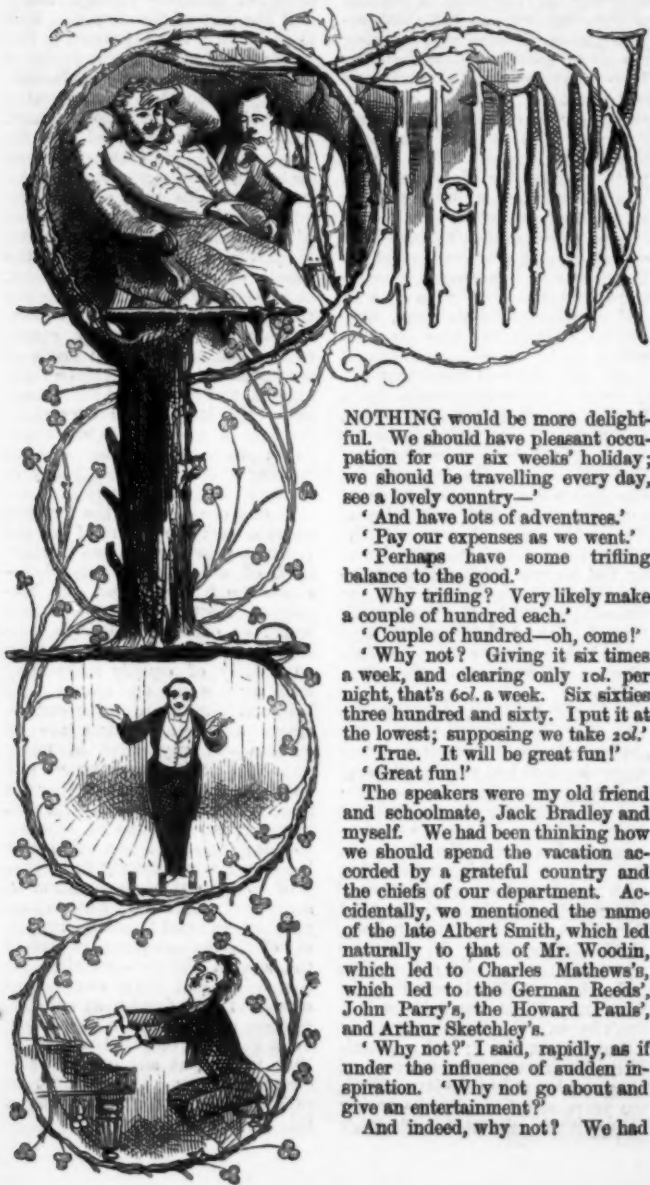 I THINK
NOTHING would be more delight-
ful. We should have pleasant occu-
pation for our six weeks' holiday;
we should be travelling every day,
see a lovely country—'
‘ And have lots of adventures.’
‘ Pay our expenses as we went.’
‘ Perhaps have some trifling
balance to the good.’
‘ Why trifling? Very likely make
a couple of hundred each.’
‘ Couple of hundred—oh, come!’
‘ Why not? Giving it six times
a week, and clearing only 10l. per
night, that's 60l. a week. Six sixties
three hundred and sixty. I put it at
the lowest; supposing we take 20l.’
‘ True. It will be great fun!’
‘ Great fun!’
The speakers were my old friend
and schoolmate, Jack Bradley and
myself. We had been thinking how
we should spend the vacation ac-
corded by a grateful country and
the chiefs of our department. Ac-
cidentally, we mentioned the name
of the late Albert Smith, which led
naturally to that of Mr. Woodin,
which led to Charles Mathews's,
which led to the German Reeds',
John Parry's, the Howard Pauls',
and Arthur Sketchley's.
‘ Why not?’ I said, rapidly, as if
under the influence of sudden in-
spiration. ‘ Why not go about and
give an entertainment?’
And indeed, why not? We had